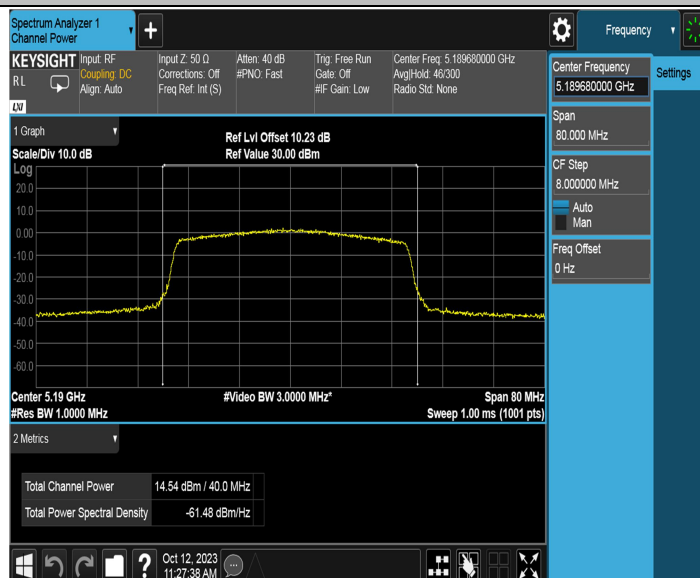 Spectrum Analyzer 1
Channel Power
+
Frequency
KEYSIGHT
RL
LXI
Input: RF
Coupling: DC
Align: Auto
Input Z: 50 Ω
Corrections: Off
Freq Ref: Int (S)
Atten: 40 dB
#PNO: Fast
Trig: Free Run
Gate: Off
#IF Gain: Low
Center Freq: 5.189680000 GHz
Avg|Hold: 46/300
Radio Std: None
Center Frequency
5.189680000 GHz
Settings
Span
80.000 MHz
CF Step
8.000000 MHz
Auto
Man
Freq Offset
0 Hz
1 Graph
Scale/Div 10.0 dB
Ref Lvl Offset 10.23 dB
Ref Value 30.00 dBm
Log
20.0
10.0
0.00
-10.0
-20.0
-30.0
-40.0
-50.0
-60.0
Center 5.19 GHz
#Res BW 1.0000 MHz
#Video BW 3.0000 MHz*
Span 80 MHz
Sweep 1.00 ms (1001 pts)
2 Metrics
Total Channel Power 14.54 dBm / 40.0 MHz
Total Power Spectral Density -61.48 dBm/Hz
?
Oct 12, 2023
11:27:38 AM